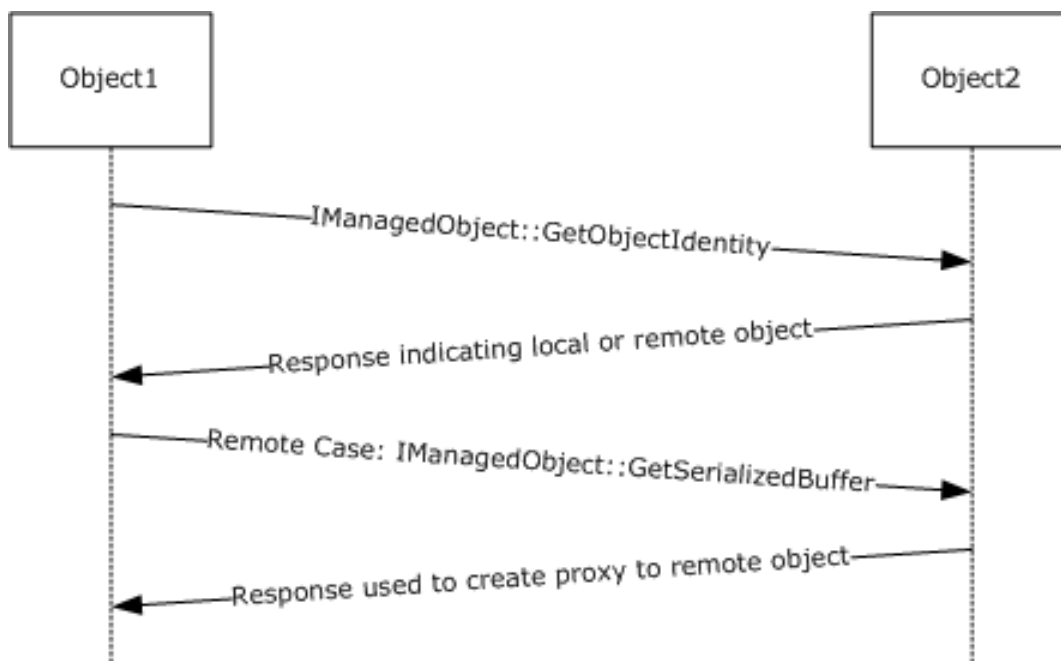 Object1
Object2
IManagedObject::GetObjectIdentity
Response indicating local or remote object
Remote Case: IManagedObject::GetSerializedBuffer
Response used to create proxy to remote object